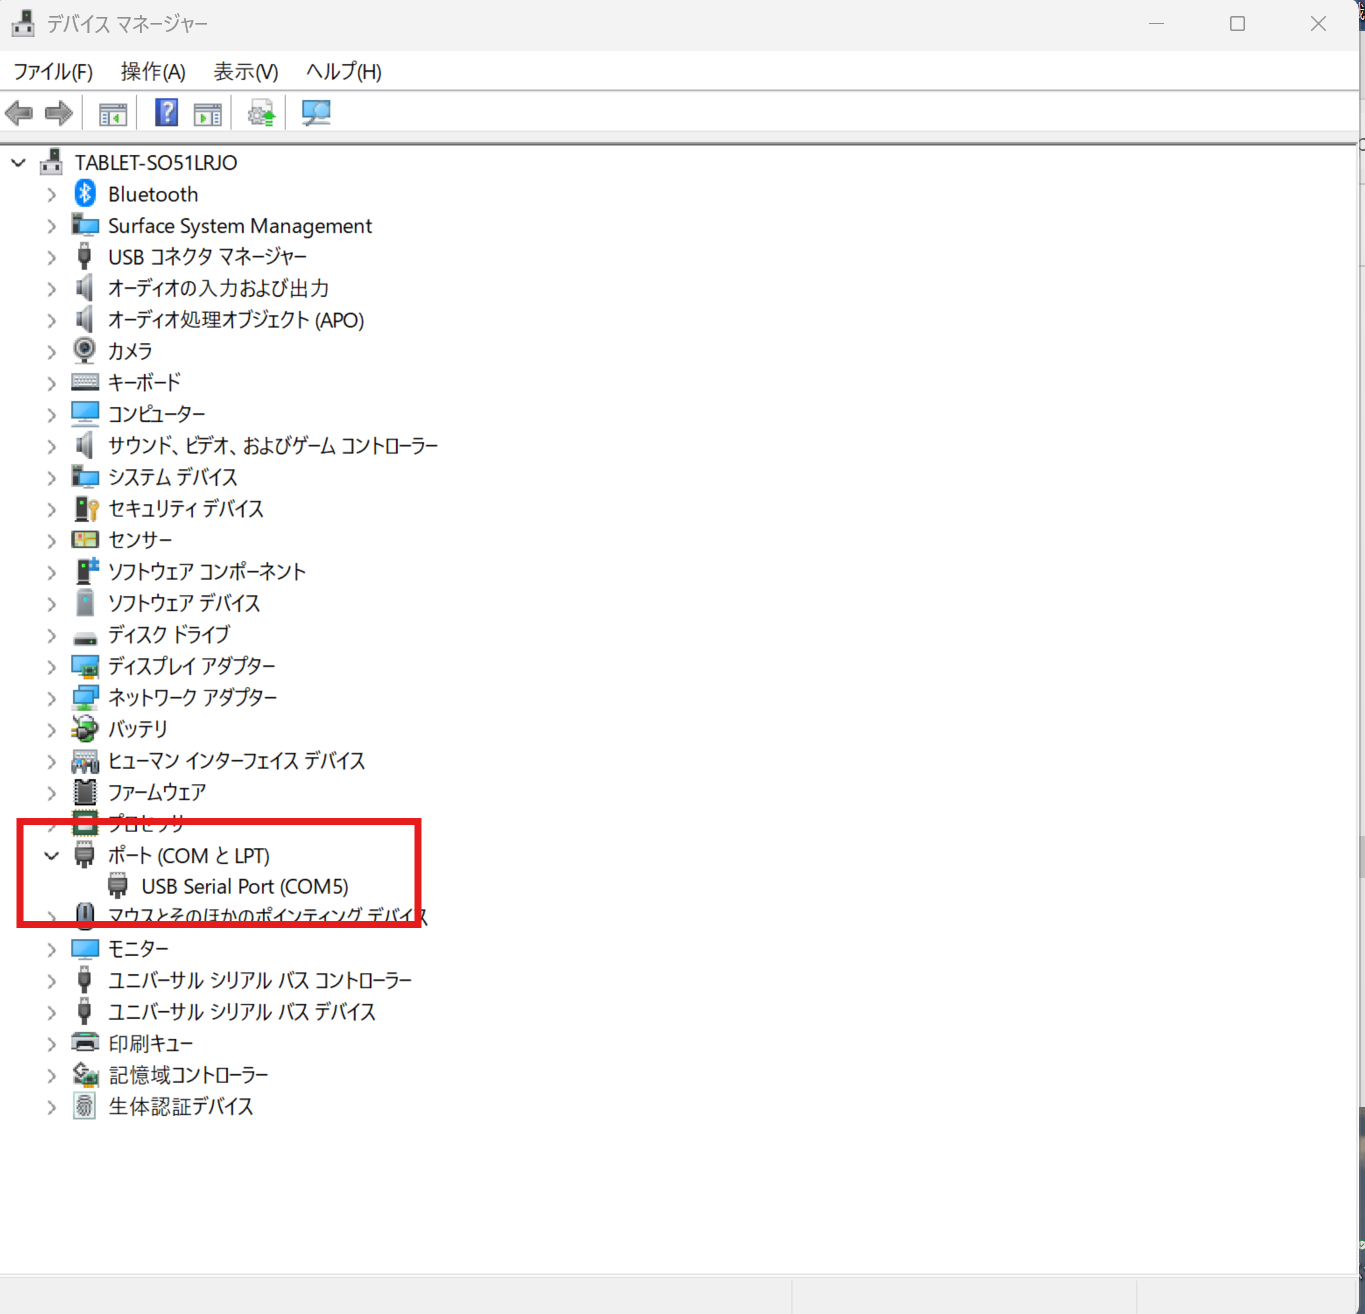 デバイス マネージャー
ファイル(F) 操作(A) 表示(V) ヘルプ(H)
TABLET-SO51LRJO
Bluetooth
Surface System Management
USB コネクタ マネージャー
オーディオの入力および出力
オーディオ処理オブジェクト (APO)
カメラ
キーボード
コンピューター
サウンド、ビデオ、およびゲーム コントローラー
システム デバイス
セキュリティ デバイス
センサー
ソフトウェア コンポーネント
ソフトウェア デバイス
ディスク ドライブ
ディスプレイ アダプター
ネットワーク アダプター
バッテリ
ヒューマン インターフェイス デバイス
ファームウェア
プロセッサ
ポート (COM と LPT)
USB Serial Port (COM5)
マウスとそのほかのポインティング デバイス
モニター
ユニバーサル シリアル バス コントローラー
ユニバーサル シリアル バス デバイス
印刷キュー
記憶域コントローラー
生体認証デバイス